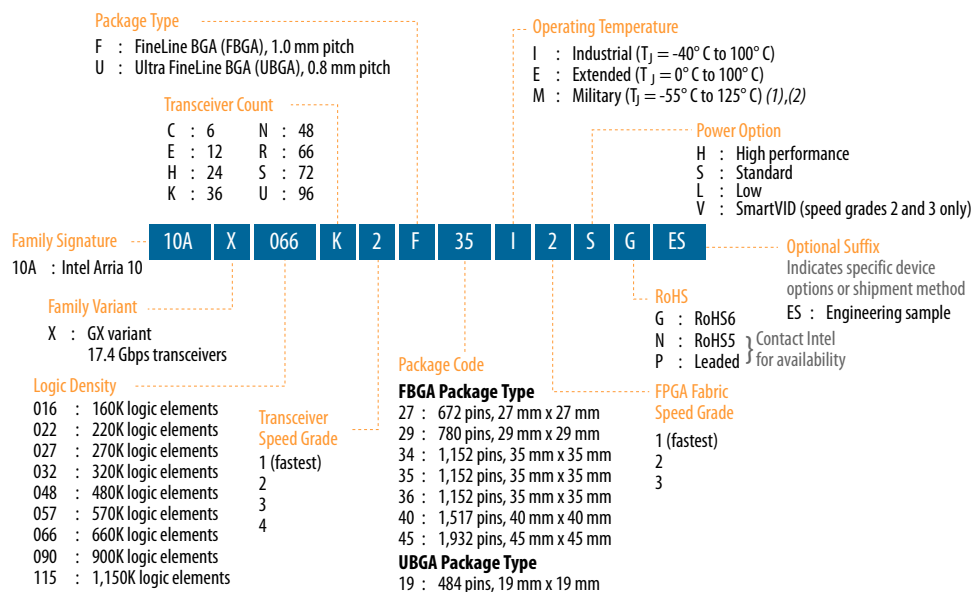 Package Type
F : FineLine BGA (FBGA), 1.0 mm pitch
U : Ultra FineLine BGA (UBGA), 0.8 mm pitch
Operating Temperature
I : Industrial (TJ = -40° C to 100° C)
E : Extended (TJ = 0° C to 100° C)
M : Military (TJ = -55° C to 125° C) (1),(2)
Transceiver Count
C : 6 N : 48
E : 12 R : 66
H : 24 S : 72
K : 36 U : 96
Power Option
H : High performance
S : Standard
L : Low
V : SmartVID (speed grades 2 and 3 only)
Family Signature
10A : Intel Arria 10
10A X 066 K 2 F 35 I 2 S G ES
Optional Suffix
Indicates specific device
options or shipment method
ES : Engineering sample
Family Variant
X : GX variant
17.4 Gbps transceivers
RoHS
G : RoHS6
N : RoHS5
P : Leaded
} Contact Intel
for availability
Logic Density
016 : 160K logic elements
022 : 220K logic elements
027 : 270K logic elements
032 : 320K logic elements
048 : 480K logic elements
057 : 570K logic elements
066 : 660K logic elements
090 : 900K logic elements
115 : 1,150K logic elements
Transceiver
Speed Grade
1 (fastest)
2
3
4
Package Code
FBGA Package Type
27 : 672 pins, 27 mm x 27 mm
29 : 780 pins, 29 mm x 29 mm
34 : 1,152 pins, 35 mm x 35 mm
35 : 1,152 pins, 35 mm x 35 mm
36 : 1,152 pins, 35 mm x 35 mm
40 : 1,517 pins, 40 mm x 40 mm
45 : 1,932 pins, 45 mm x 45 mm
UBGA Package Type
19 : 484 pins, 19 mm x 19 mm
FPGA Fabric
Speed Grade
1 (fastest)
2
3